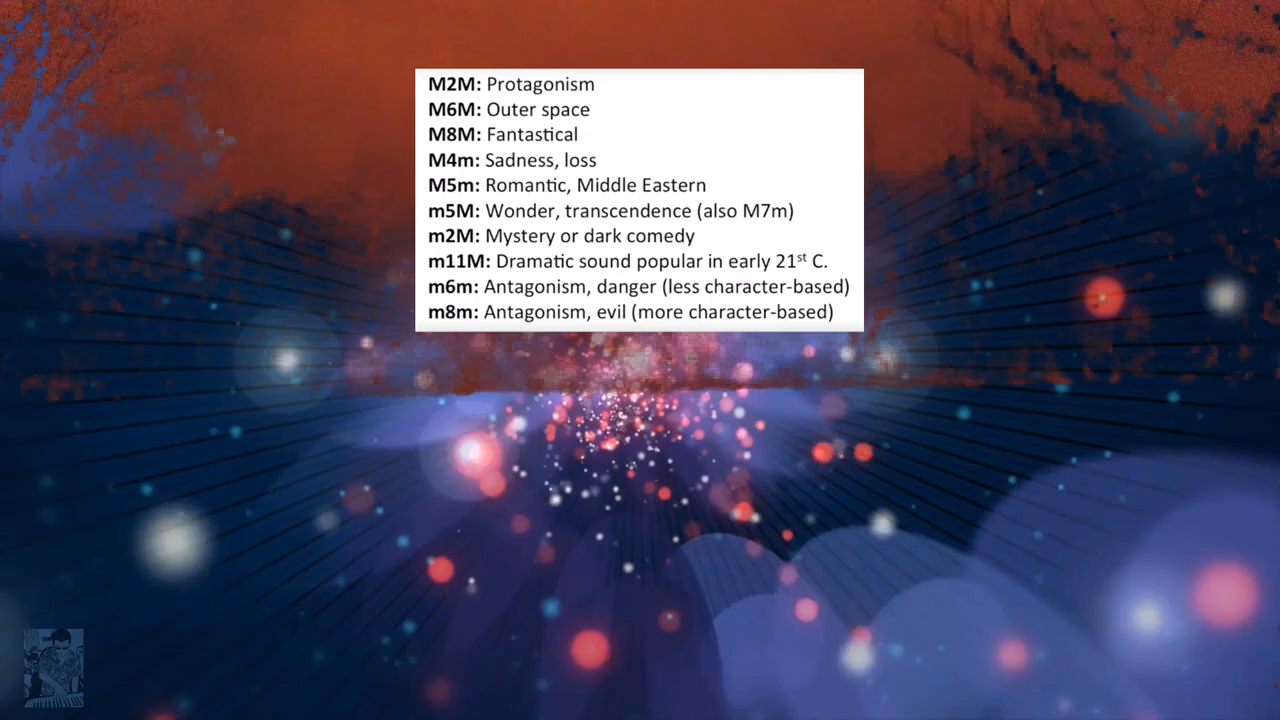 M2M: Protagonism
M6M: Outer space
M8M: Fantastical
M4m: Sadness, loss
M5m: Romantic, Middle Eastern
m5M: Wonder, transcendence (also M7m)
m2M: Mystery or dark comedy
m11M: Dramatic sound popular in early 21st C.
m6m: Antagonism, danger (less character-based)
m8m: Antagonism, evil (more character-based)